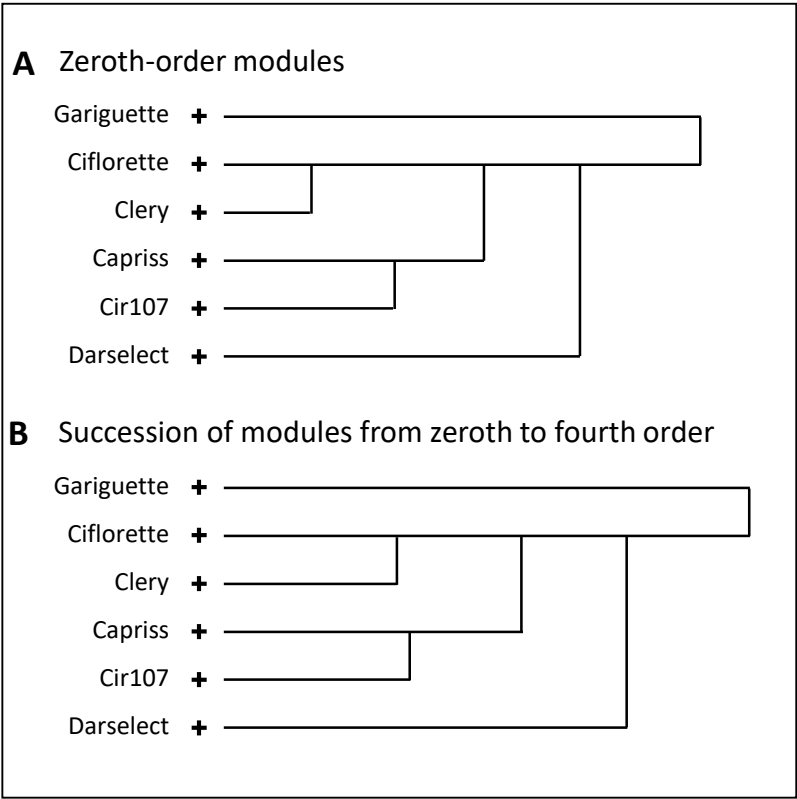 A Zeroth-order modules
Gariguette +
Ciflorette +
Clery +
Capriss +
Cir107 +
Darselect +
B Succession of modules from zeroth to fourth order
Gariguette +
Ciflorette +
Clery +
Capriss +
Cir107 +
Darselect +